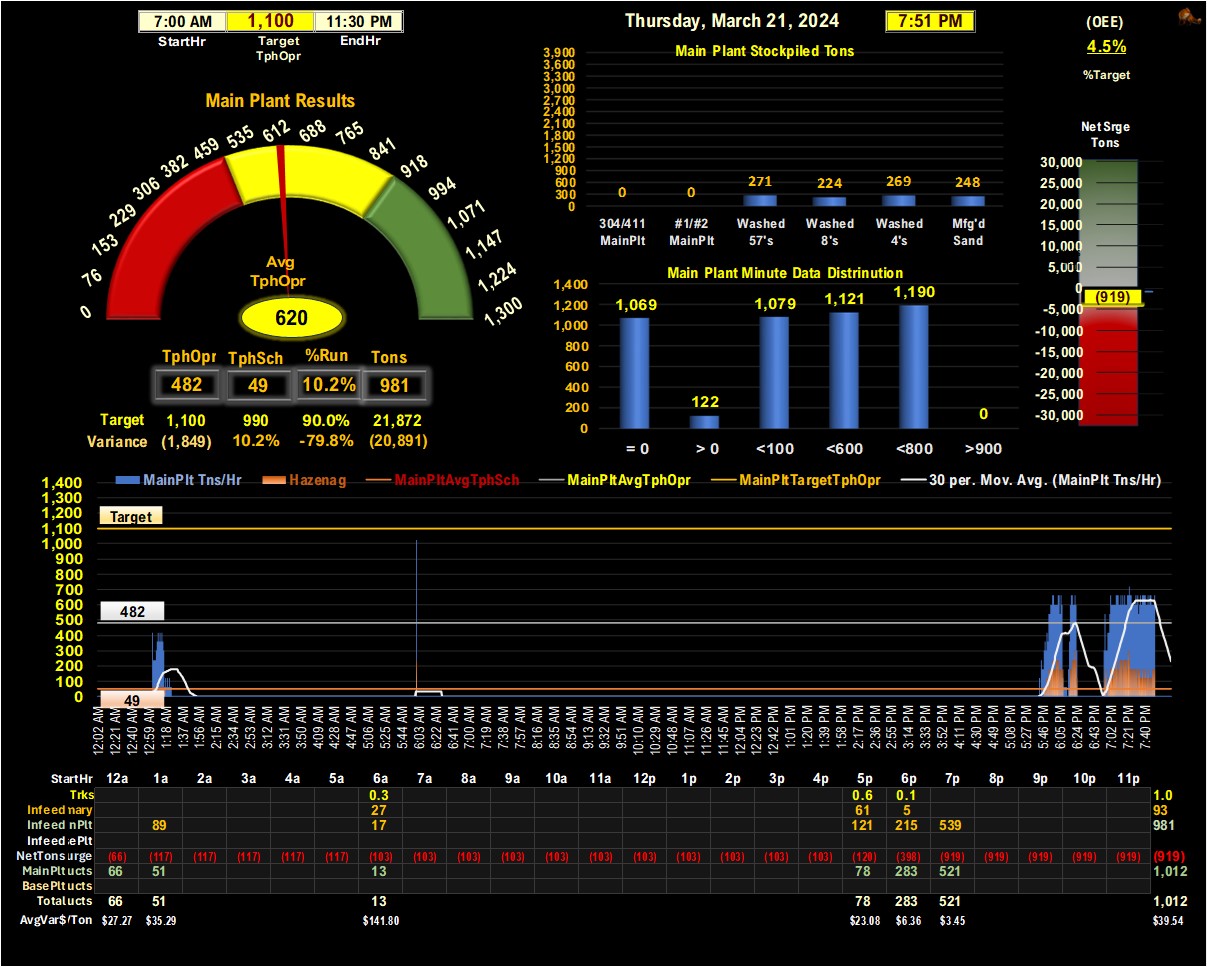 7:00 AM 1,100 11:30 PM
StartHr Target TphOpr EndHr
Thursday, March 21, 2024 7:51 PM
(OEE)
4.5%
%Target
Main Plant Results
0 76 153 229 306 382 459 535 612 688 765 841 918 994 1,071 1,147 1,224 1,300
Avg
TphOpr
620
TphOpr TphSch %Run Tons
482 49 10.2% 981
Target 1,100 990 90.0% 21,872
Variance (1,849) 10.2% -79.8% (20,891)
Main Plant Stockpiled Tons
3,900
3,600
3,300
3,000
2,700
2,400
2,100
1,800
1,500
1,200
900
600
300
0
0 0 271 224 269 248
304/411 #1/#2 Washed Washed Washed Mfg'd
MainPlt MainPlt 57's 8's 4's Sand
Main Plant Minute Data Distrinution
1,400
1,200
1,000
800
600
400
200
0
1,069 122 1,079 1,121 1,190 0
= 0 > 0 <100 <600 <800 >900
Net Srge
Tons
30,000
25,000
20,000
15,000
10,000
5,000
0
(919)
-5,000
-10,000
-15,000
-20,000
-25,000
-30,000
MainPlt Tns/Hr Hazenag MainPltAvgTphSch MainPltAvgTphOpr MainPltTargetTphOpr 30 per. Mov. Avg. (MainPlt Tns/Hr)
1,400
1,300
1,200
1,100
1,000
900
800
700
600
500
400
300
200
100
0
Target
482
49
12:02 AM 12:21 AM 12:40 AM 12:59 AM 1:18 AM 1:37 AM 1:56 AM 2:15 AM 2:34 AM 2:53 AM 3:12 AM 3:31 AM 3:50 AM 4:09 AM 4:28 AM 4:47 AM 5:06 AM 5:25 AM 5:44 AM 6:03 AM 6:22 AM 6:41 AM 7:00 AM 7:19 AM 7:38 AM 7:57 AM 8:16 AM 8:35 AM 8:54 AM 9:13 AM 9:32 AM 9:51 AM 10:10 AM 10:29 AM 10:48 AM 11:07 AM 11:26 AM 11:45 AM 12:04 PM 12:23 PM 12:42 PM 1:01 PM 1:20 PM 1:39 PM 1:58 PM 2:17 PM 2:36 PM 2:55 PM 3:14 PM 3:33 PM 3:52 PM 4:11 PM 4:30 PM 4:49 PM 5:08 PM 5:27 PM 5:46 PM 6:05 PM 6:24 PM 6:43 PM 7:02 PM 7:21 PM 7:40 PM
StartHr 12a 1a 2a 3a 4a 5a 6a 7a 8a 9a 10a 11a 12p 1p 2p 3p 4p 5p 6p 7p 8p 9p 10p 11p
Trks 0.3 0.6 0.1 1.0
Infeed nary 27 61 5 93
Infeed nPlt 89 17 121 215 539 981
Infeed ePlt
NetTons urge (66) (117) (117) (117) (117) (117) (103) (103) (103) (103) (103) (103) (103) (103) (103) (103) (103) (120) (398) (919) (919) (919) (919) (919) (919)
MainPlt ucts 66 51 13 78 283 521 1,012
BasePlt ucts
Total ucts 66 51 13 78 283 521 1,012
AvgVar$/Ton $27.27 $35.29 $141.80 $23.08 $6.36 $3.45 $39.54